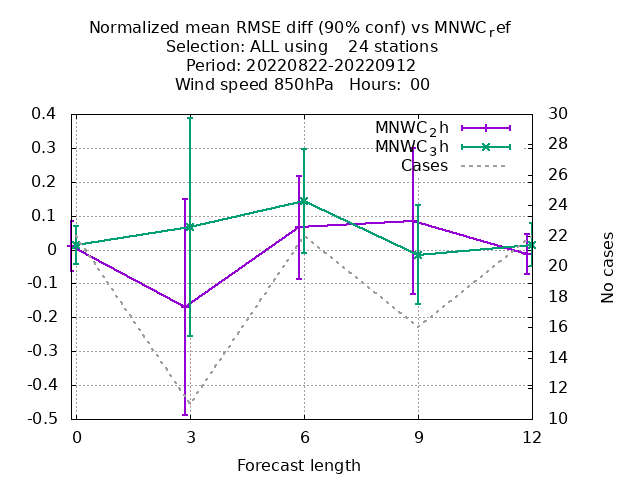 Normalized mean RMSE diff (90% conf) vs MNWC_ref
Selection: ALL using    24 stations
Period: 20220822-20220912
Wind speed 850hPa   Hours: 00
MNWC_2h
MNWC_3h
Cases
0.4
0.3
0.2
0.1
0
-0.1
-0.2
-0.3
-0.4
-0.5
30
28
26
24
22
20
18
16
14
12
10
No cases
0 3 6 9 12
Forecast length